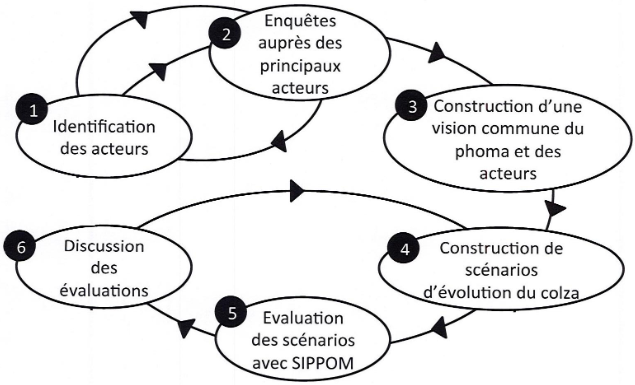 1
Identification
des acteurs
2
Enquêtes
auprès des
principaux
acteurs
3
Construction d'une
vision commune du
phoma et des
acteurs
4
Construction de
scénarios
d'évolution du colza
5
Evaluation
des scénarios
avec SIPPOM
6
Discussion
des
évaluations